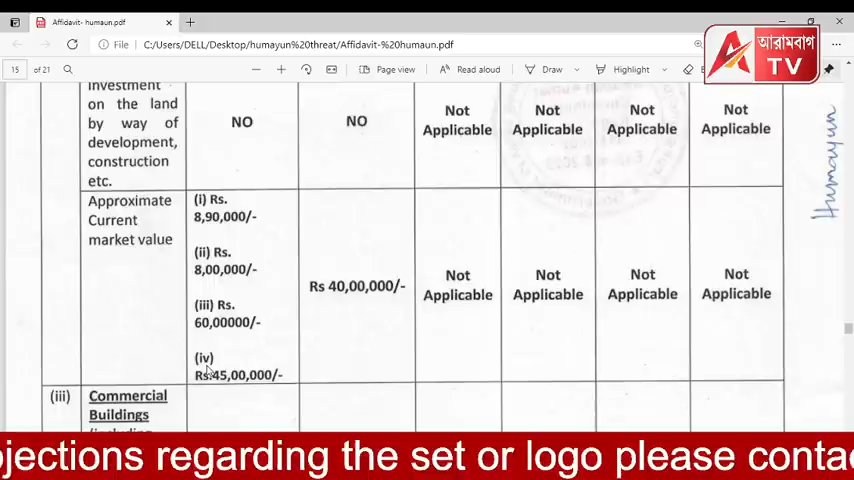 Affidavit- humaun.pdf
File
C:/Users/DELL/Desktop/humayun%20threat/Affidavit-%20humaun.pdf
আরামবাগ
TV
15 of 21
Page view
Read aloud
Draw
Highlight
Investment
on the land
by way of
development,
construction
etc.
NO
NO
Not
Applicable
Not
Applicable
Not
Applicable
Not
Applicable
Humayun
Approximate
Current
market value
(i) Rs.
8,90,000/-
(ii) Rs.
8,00,000/-
(iii) Rs.
60,00000/-
(iv)
Rs.45,00,000/-
Rs 40,00,000/-
Not
Applicable
Not
Applicable
Not
Applicable
Not
Applicable
(iii)
Commercial
Buildings
(including
ojections regarding the set or logo please conta